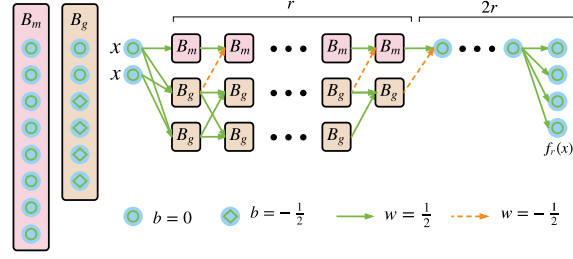 B_m B_g
r 2r
x B_m B_m B_m B_m
x B_g B_g B_g B_g
B_g B_g B_g
f_r(x)
b = 0 b = -1/2 w = 1/2 w = -1/2